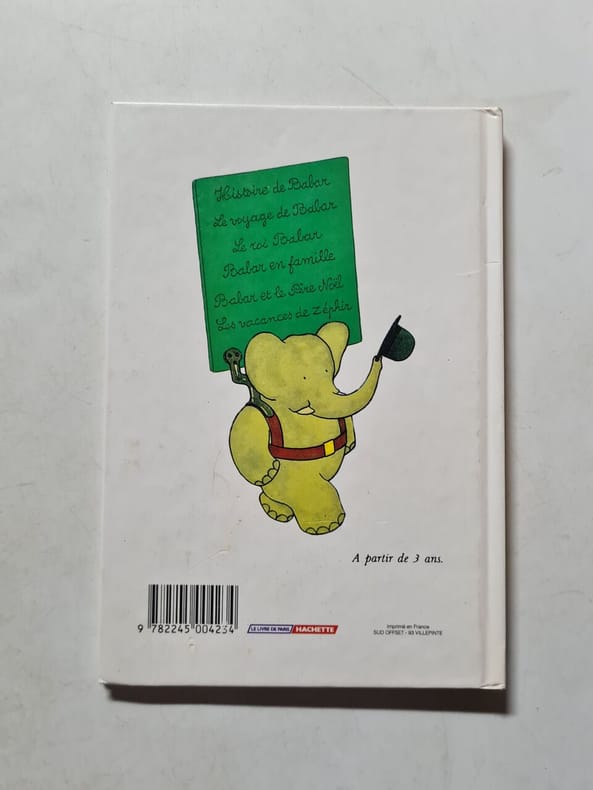 Histoire de Babar
Le voyage de Babar
Le roi Babar
Babar en famille
Babar et le Père Noël
Les vacances de Zéphir
A partir de 3 ans.
9 782245 004234
LE LIVRE DE PARIS HACHETTE
Imprimé en France
SUD OFFSET - 93 VILLEPINTE